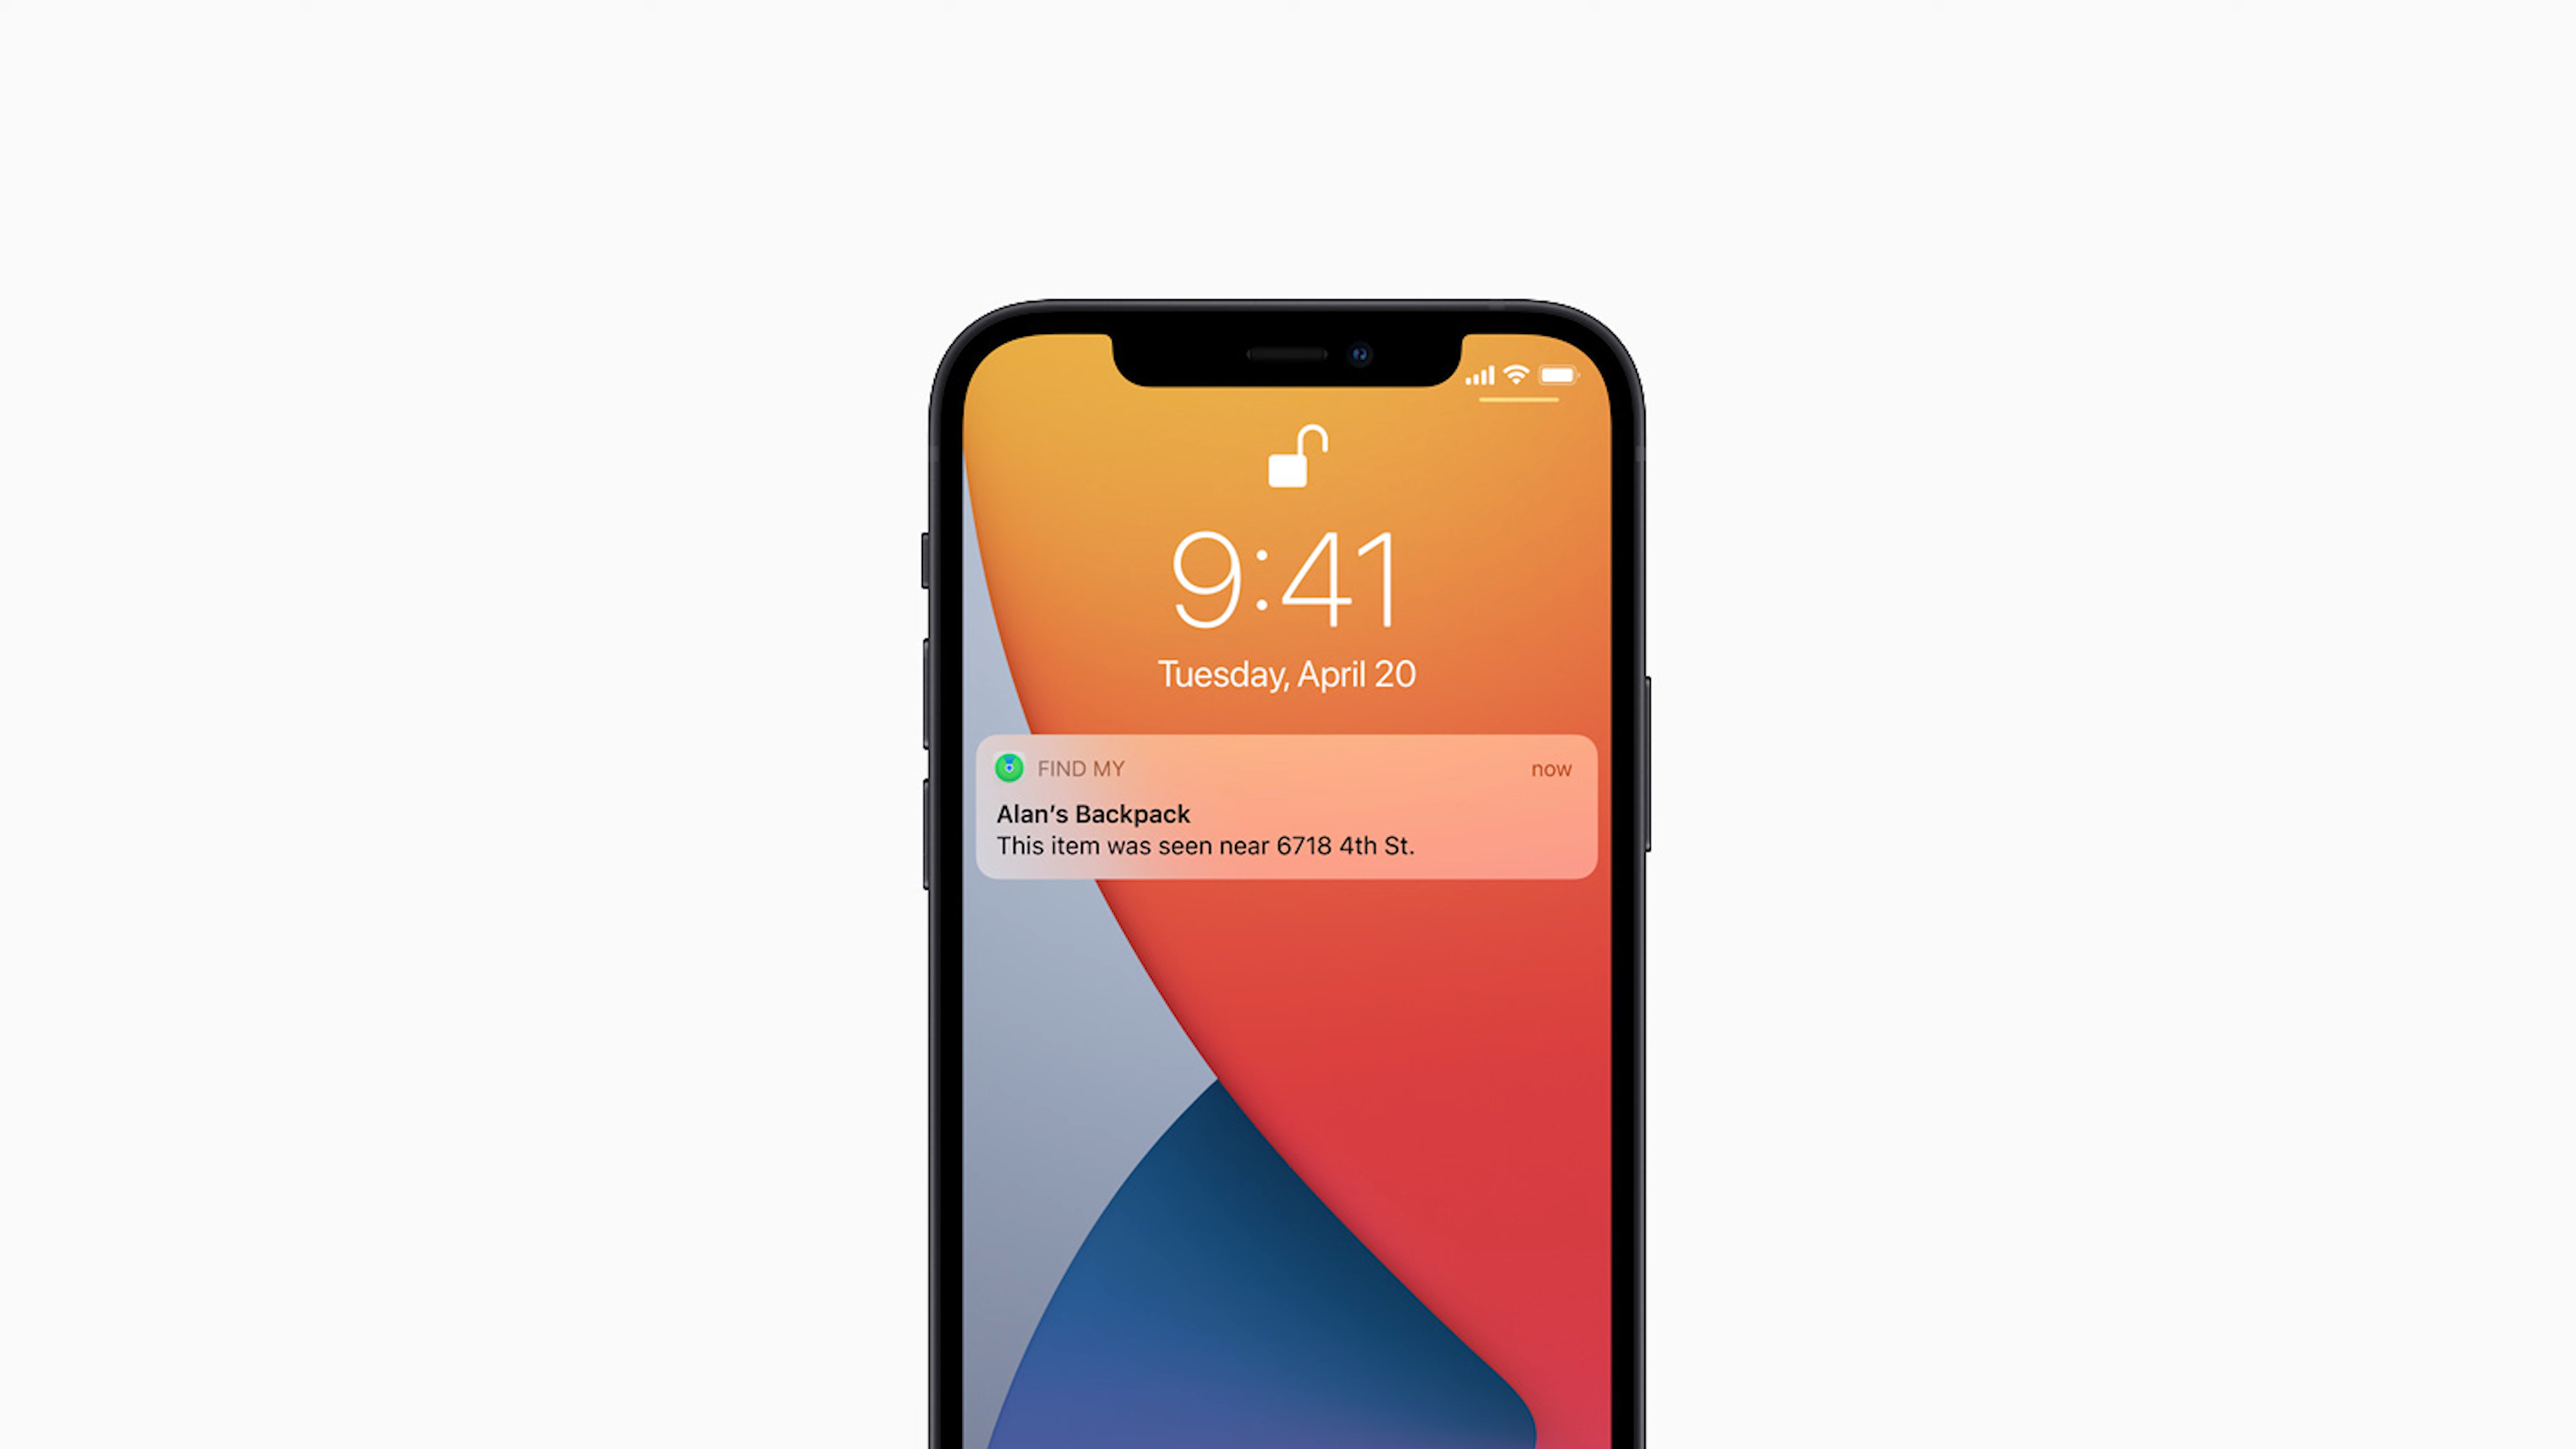 9:41
Tuesday, April 20
FIND MY now
Alan’s Backpack
This item was seen near 6718 4th St.